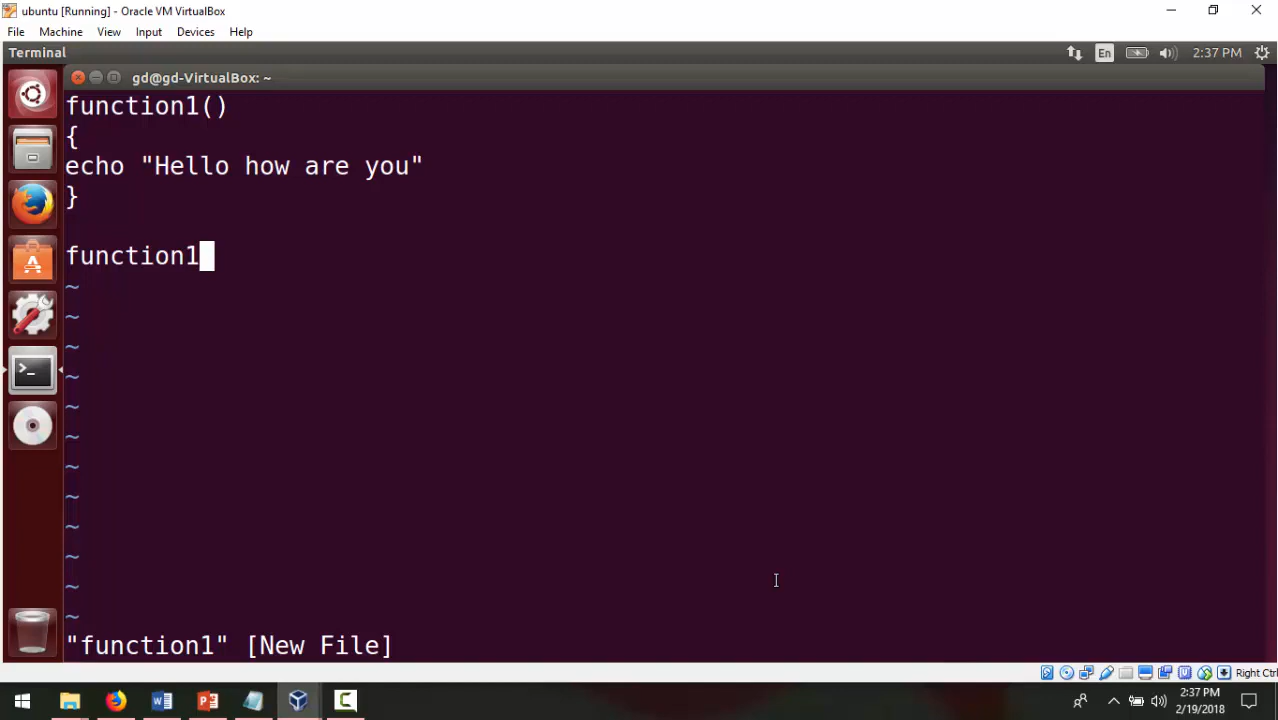 ubuntu [Running] - Oracle VM VirtualBox
File Machine View Input Devices Help
Terminal En 2:37 PM
gd@gd-VirtualBox: ~
function1()
{
echo "Hello how are you"
}
function1
~
~
~
~
~
~
~
~
~
~
~
~
"function1" [New File]
Right Ctrl
2:37 PM
2/19/2018